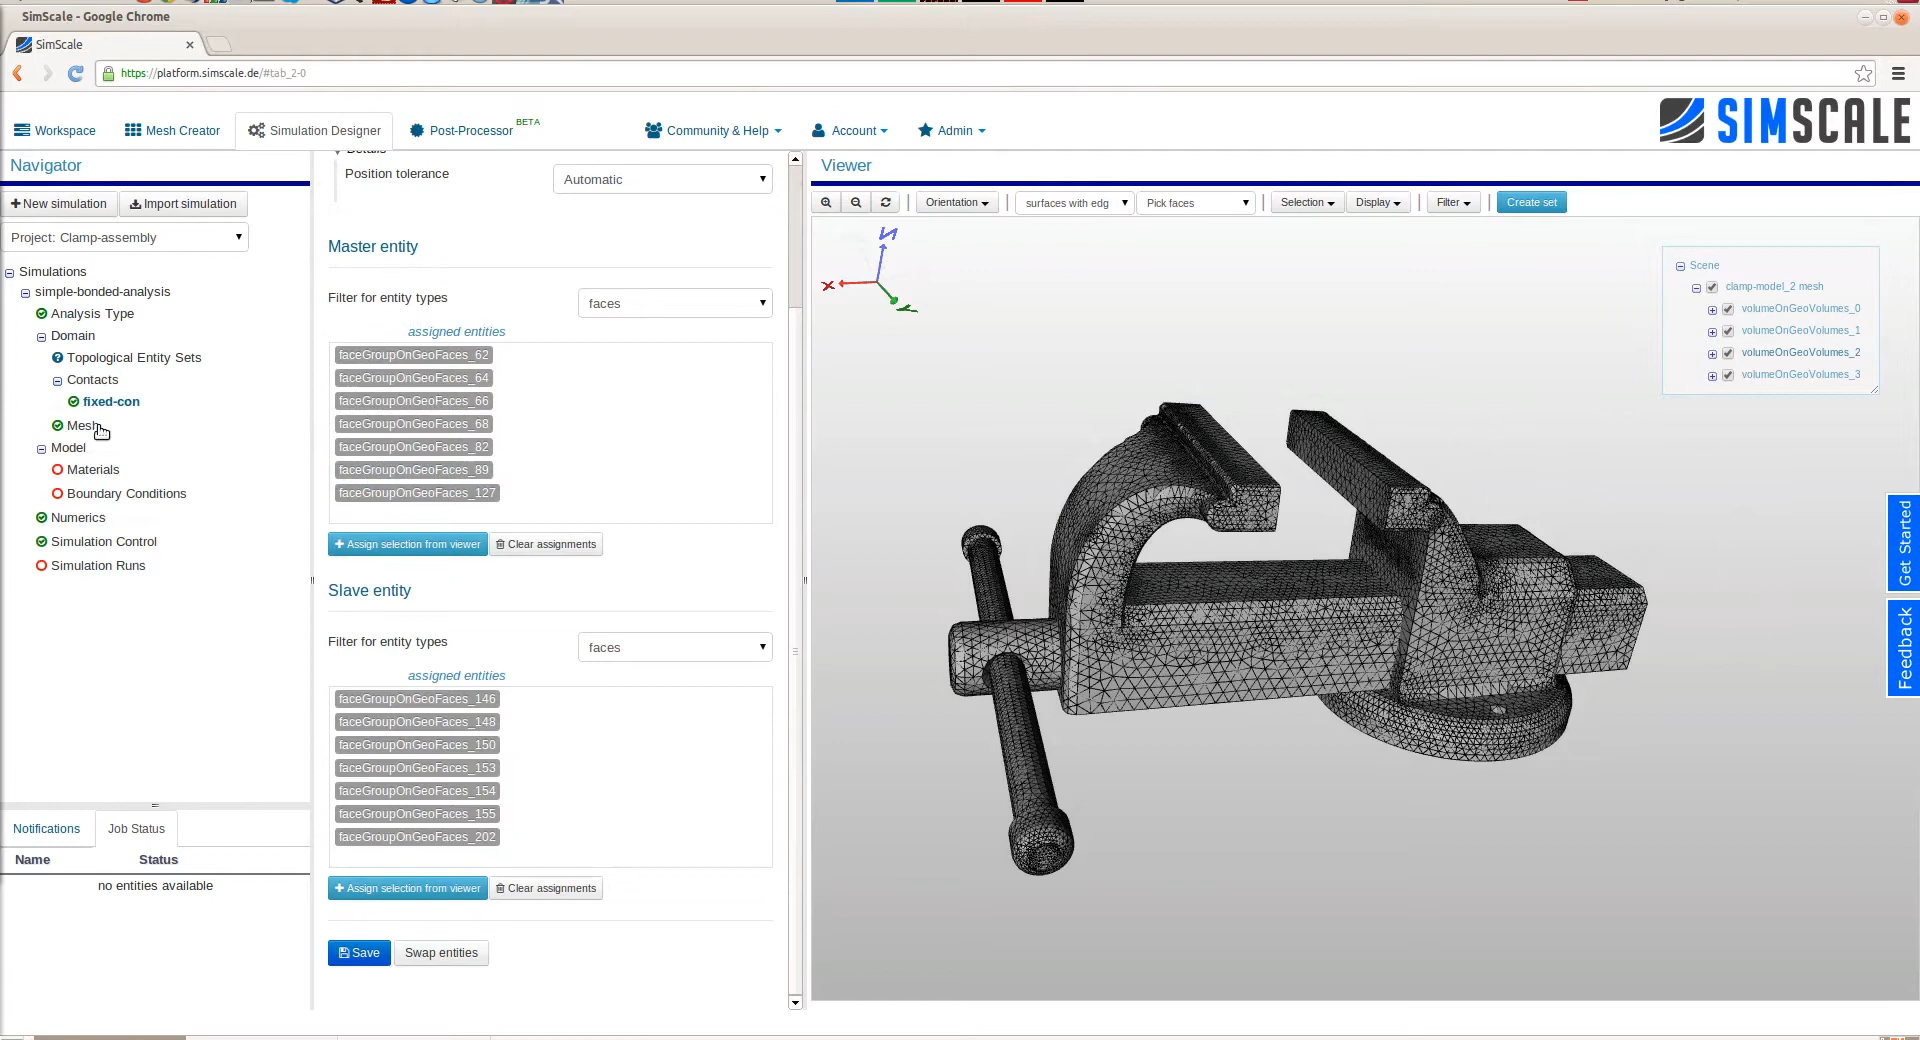 SimScale - Google Chrome
SimScale
https://platform.simscale.de/#tab_2-0
Workspace
Mesh Creator
Simulation Designer
Post-Processor BETA
Community & Help
Account
Admin
SIMSCALE
Navigator
New simulation
Import simulation
Project: Clamp-assembly
Simulations
simple-bonded-analysis
Analysis Type
Domain
Topological Entity Sets
Contacts
fixed-con
Mesh
Model
Materials
Boundary Conditions
Numerics
Simulation Control
Simulation Runs
Notifications
Job Status
Name Status
no entities available
Details
Position tolerance
Automatic
Master entity
Filter for entity types
faces
assigned entities
faceGroupOnGeoFaces_62
faceGroupOnGeoFaces_64
faceGroupOnGeoFaces_66
faceGroupOnGeoFaces_68
faceGroupOnGeoFaces_82
faceGroupOnGeoFaces_89
faceGroupOnGeoFaces_127
Assign selection from viewer
Clear assignments
Slave entity
Filter for entity types
faces
assigned entities
faceGroupOnGeoFaces_146
faceGroupOnGeoFaces_148
faceGroupOnGeoFaces_150
faceGroupOnGeoFaces_153
faceGroupOnGeoFaces_154
faceGroupOnGeoFaces_155
faceGroupOnGeoFaces_202
Assign selection from viewer
Clear assignments
Save
Swap entities
Viewer
Orientation
surfaces with edg
Pick faces
Selection
Display
Filter
Create set
Z
X
Y
Scene
clamp-model_2 mesh
volumeOnGeoVolumes_0
volumeOnGeoVolumes_1
volumeOnGeoVolumes_2
volumeOnGeoVolumes_3
Get Started
Feedback